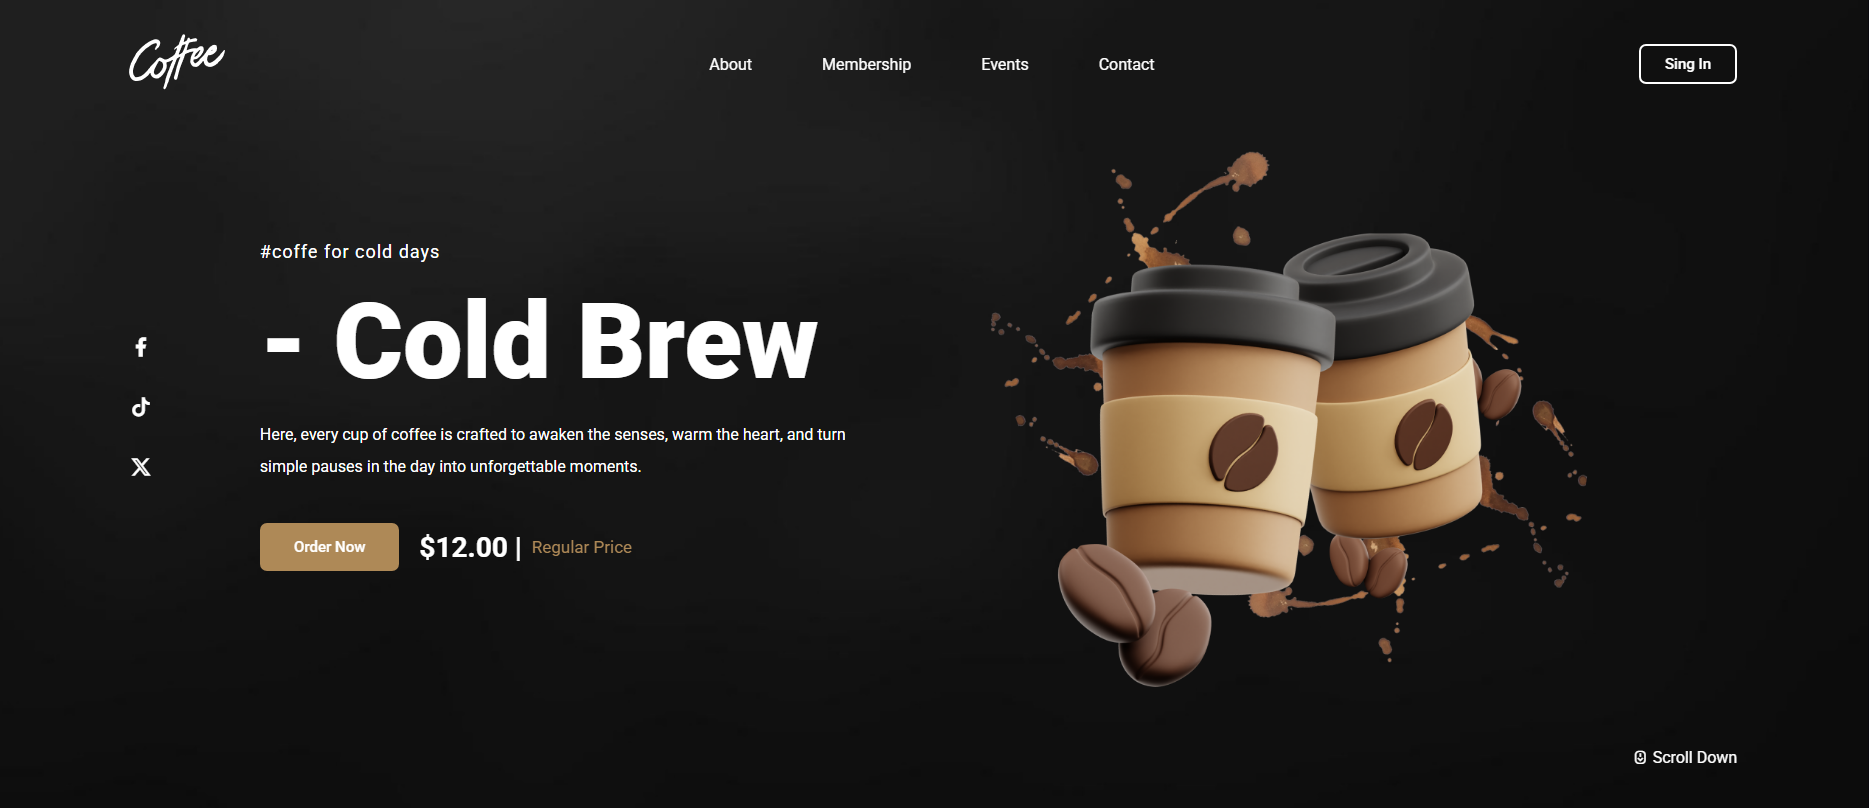 Coffee
About
Membership
Events
Contact
Sing In
#coffe for cold days
- Cold Brew
Here, every cup of coffee is crafted to awaken the senses, warm the heart, and turn
simple pauses in the day into unforgettable moments.
Order Now
$12.00 | Regular Price
Scroll Down